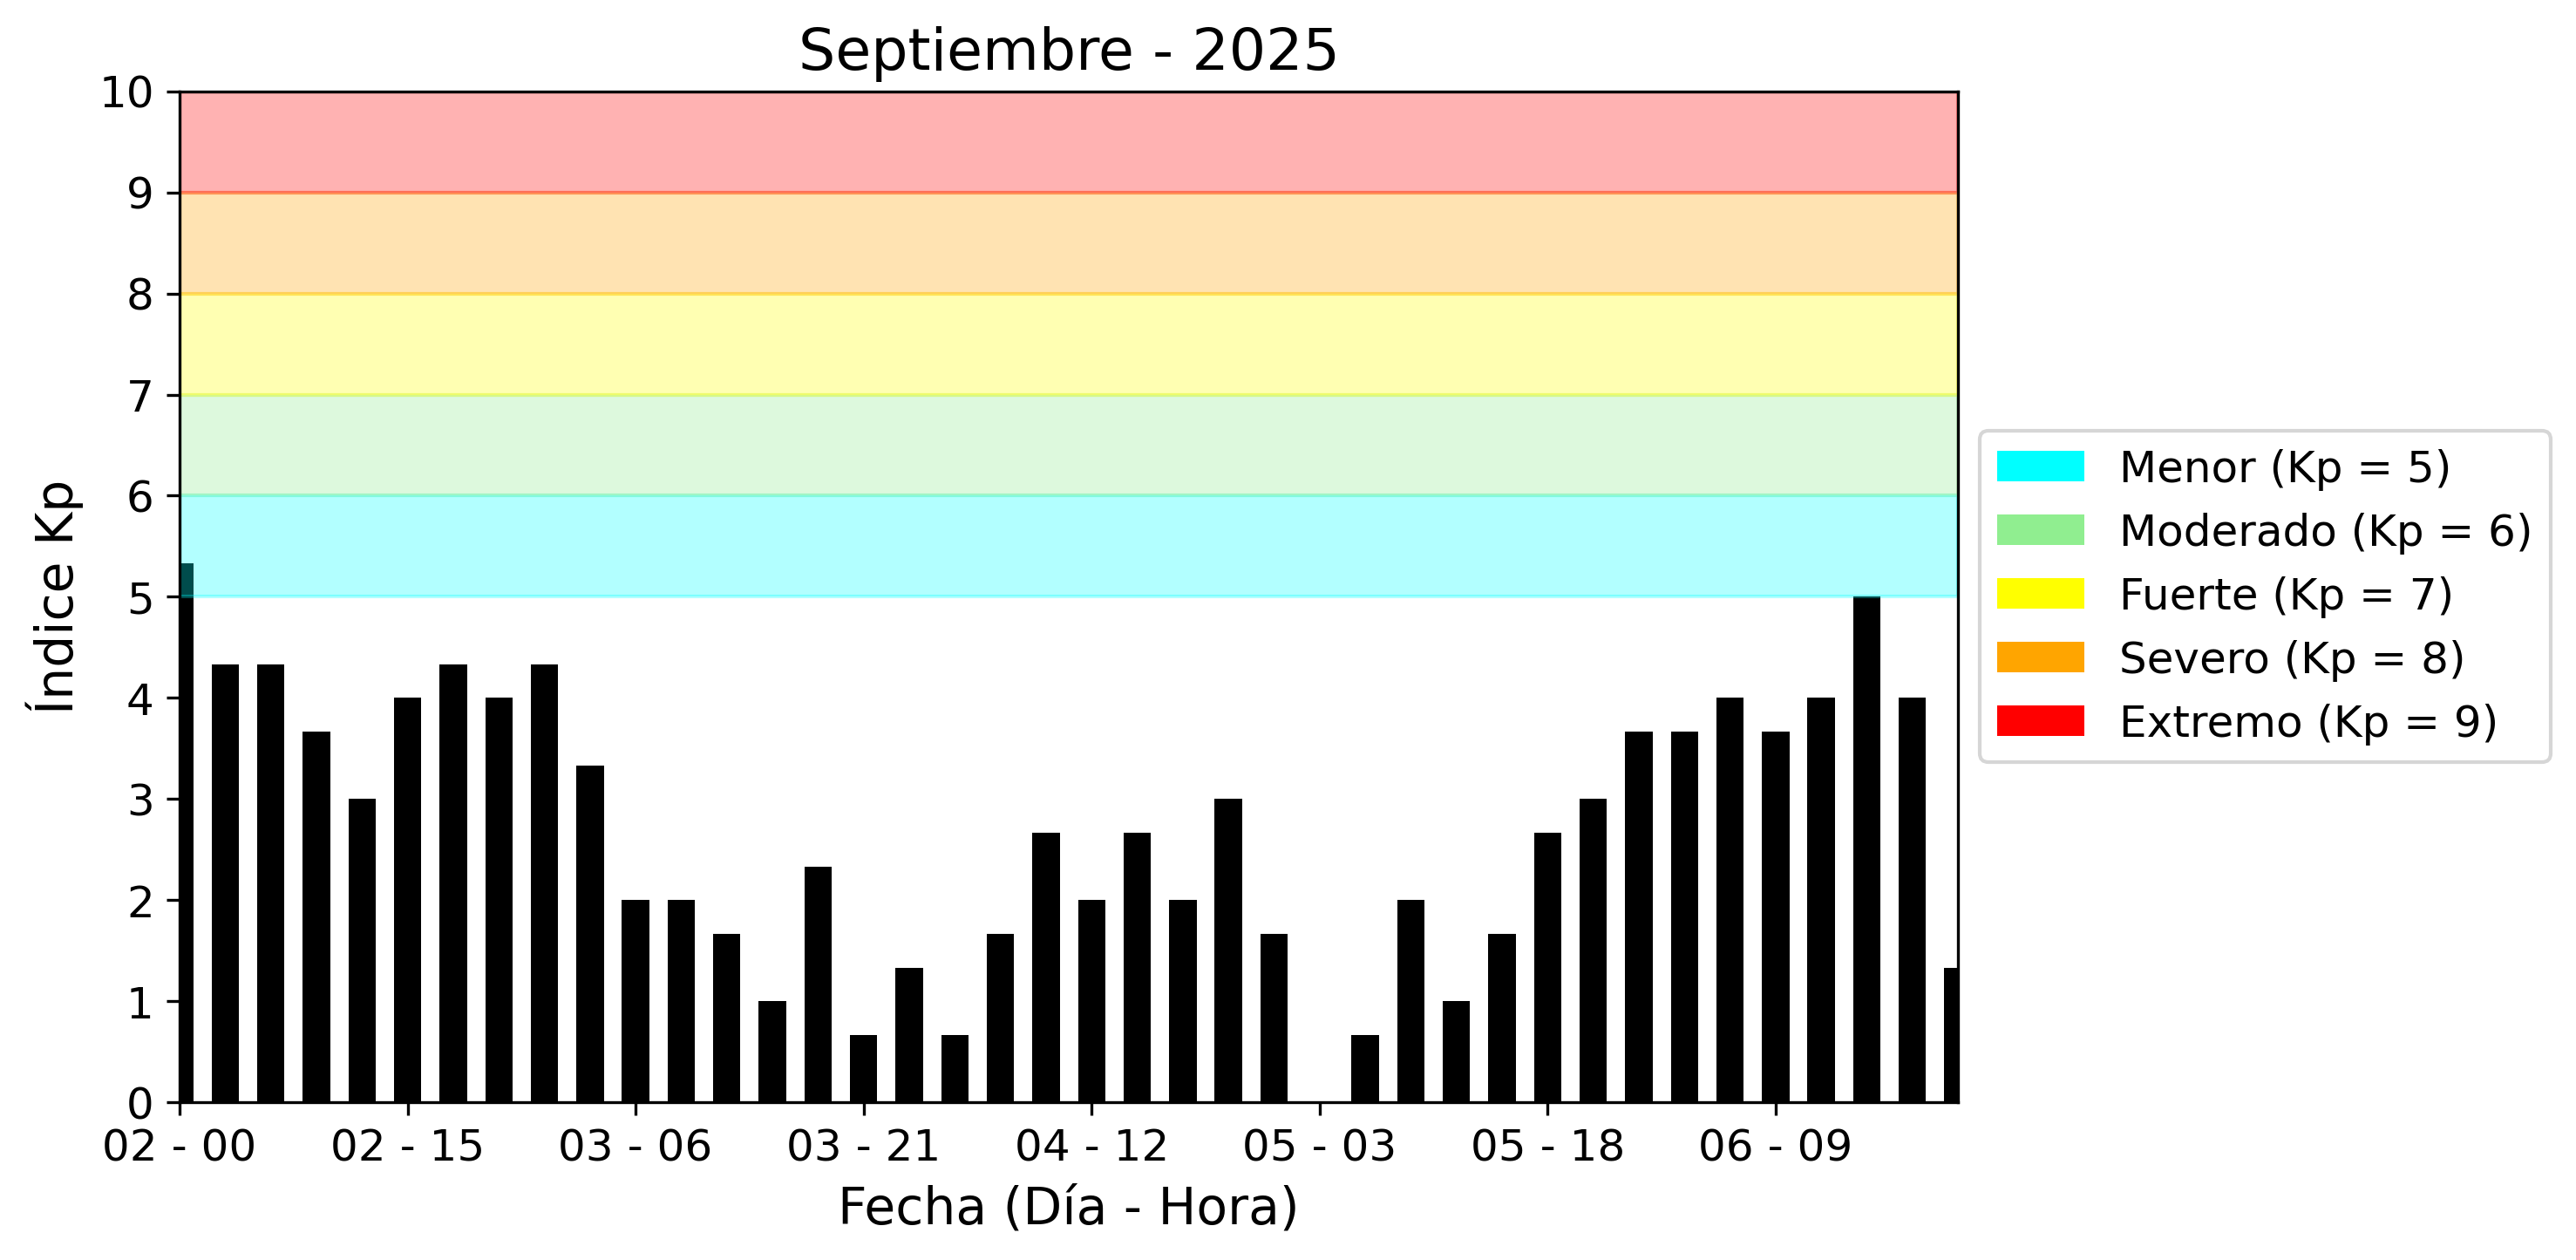 Septiembre - 2025
10
9
8
7
6
5
4
3
2
1
0
Índice Kp
02 - 00
02 - 15
03 - 06
03 - 21
04 - 12
05 - 03
05 - 18
06 - 09
Fecha (Día - Hora)
Menor (Kp = 5)
Moderado (Kp = 6)
Fuerte (Kp = 7)
Severo (Kp = 8)
Extremo (Kp = 9)